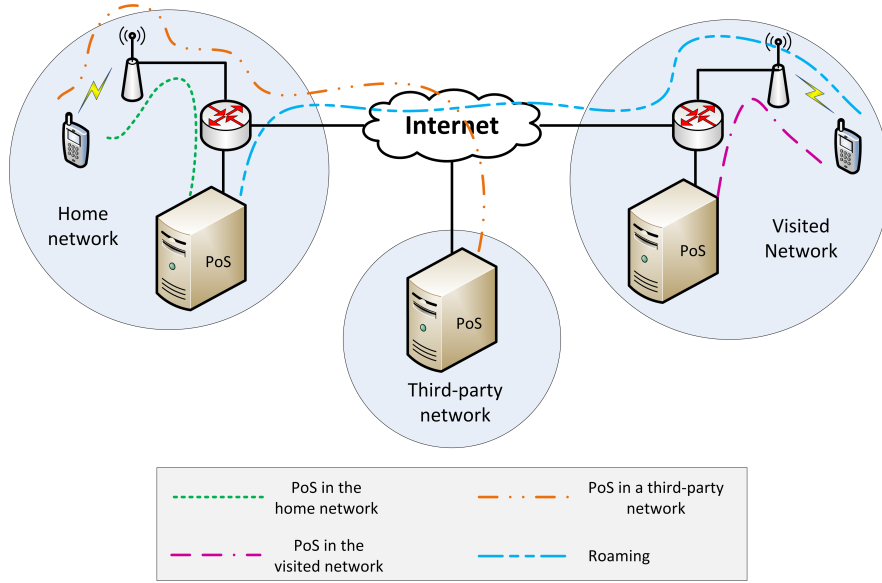 Internet
Home
network
PoS
PoS
Visited
Network
PoS
Third-party
network
PoS in the
home network
PoS in a third-party
network
PoS in the
visited network
Roaming